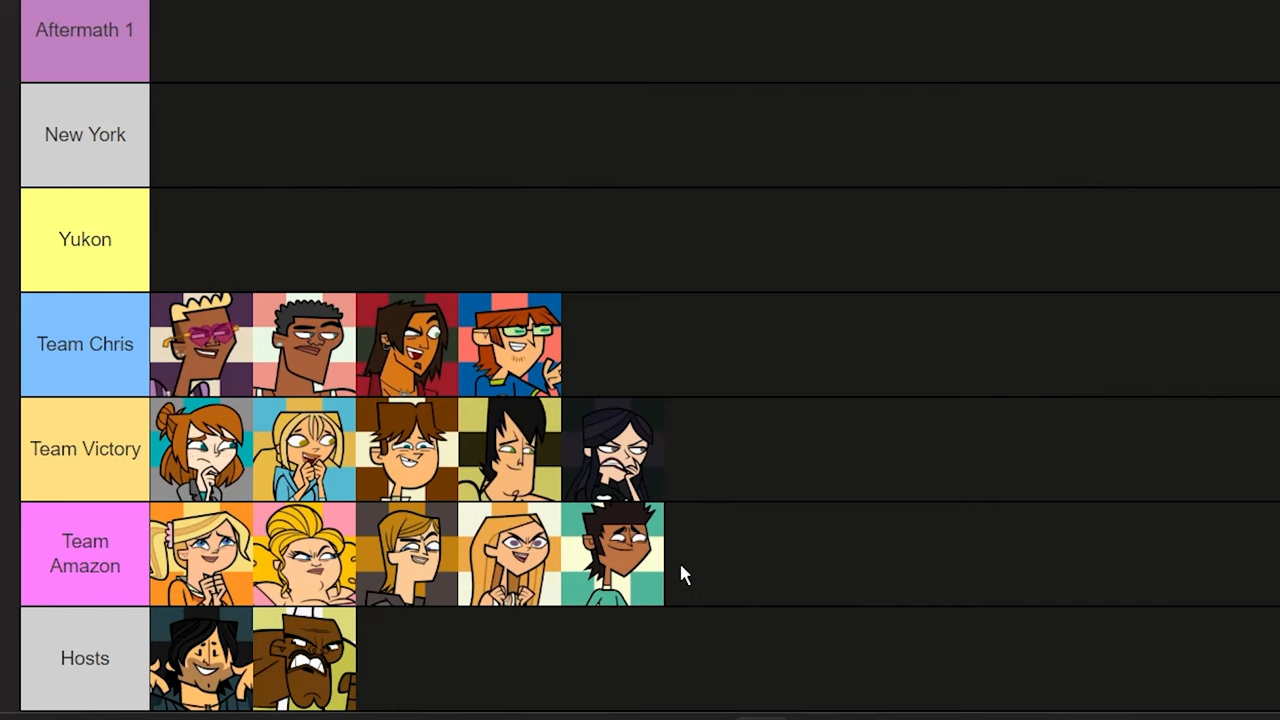 Aftermath 1
New York
Yukon
Team Chris
Team Victory
Team
Amazon
Hosts